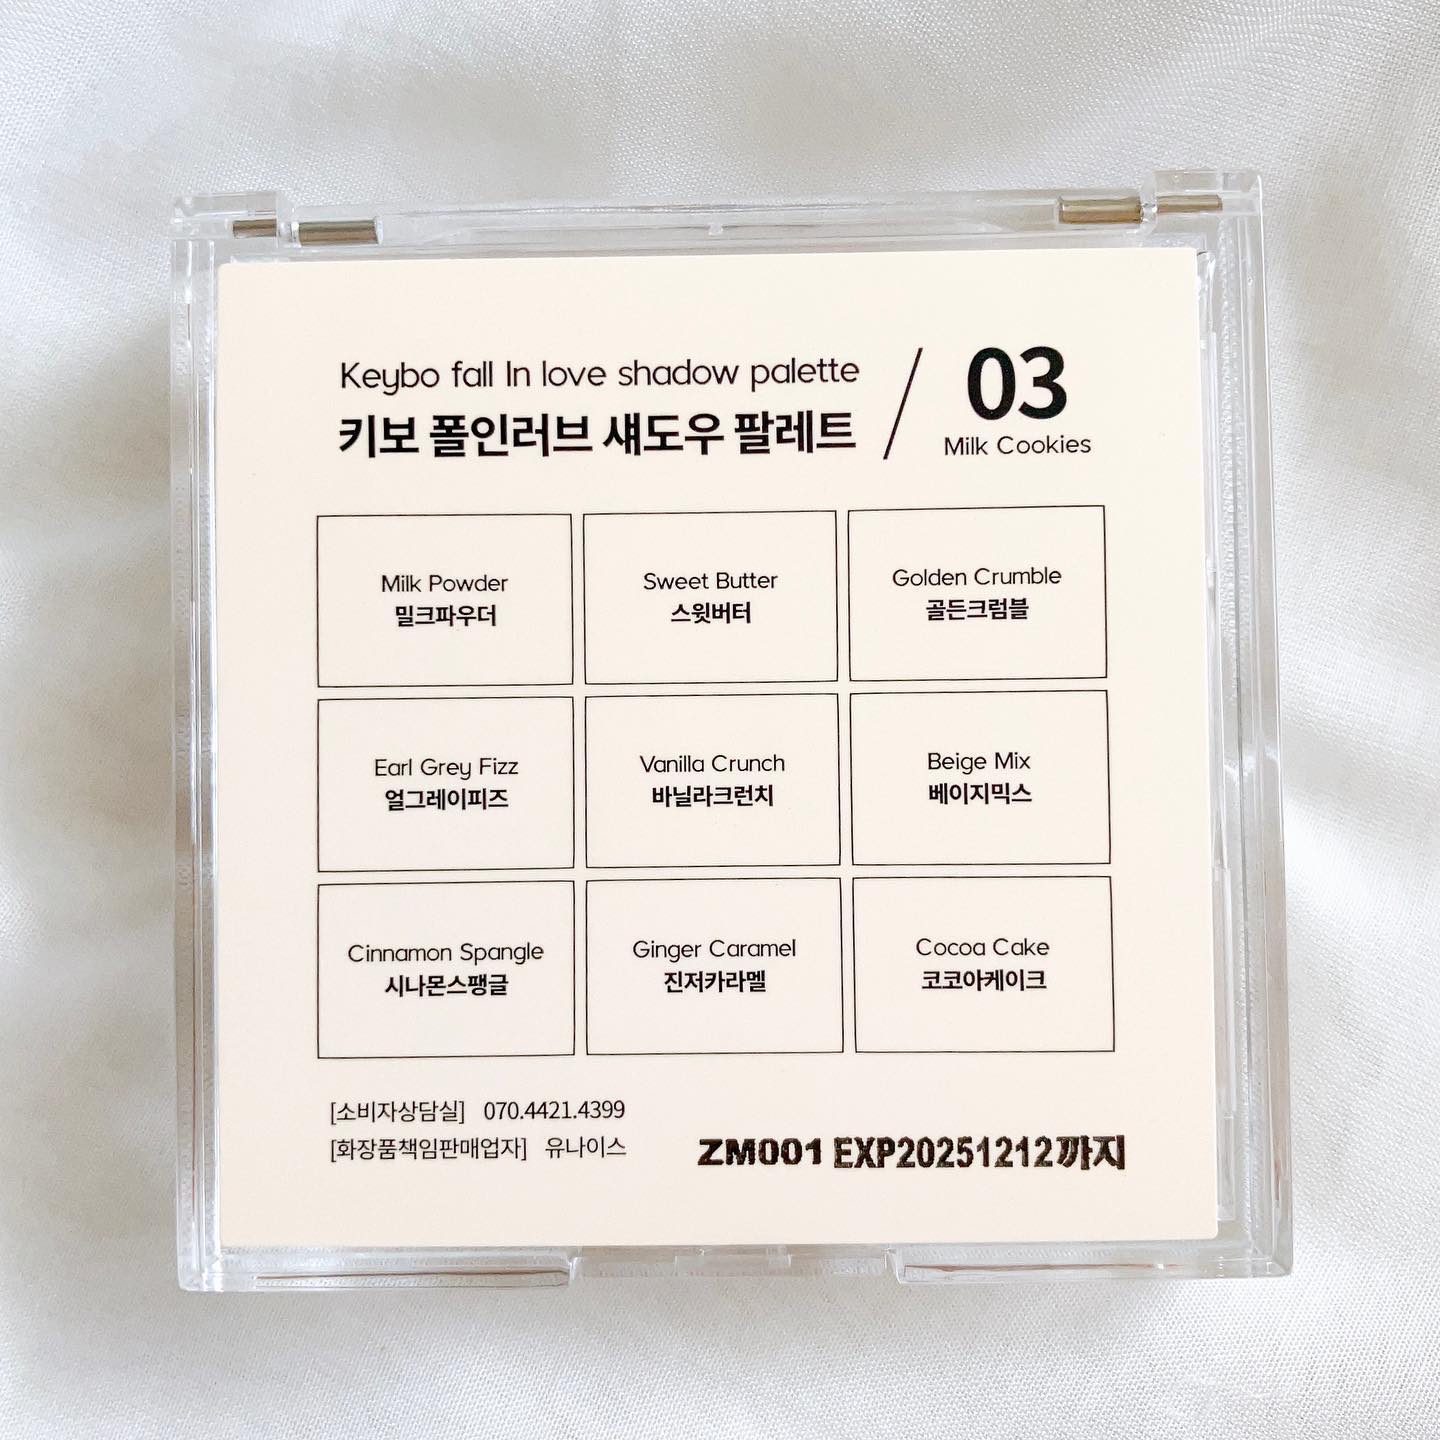 Keybo fall In love shadow palette
키보 폴인러브 섀도우 팔레트
/
03
Milk Cookies
Milk Powder
밀크파우더
Sweet Butter
스윗버터
Golden Crumble
골든크럼블
Earl Grey Fizz
얼그레이피즈
Vanilla Crunch
바닐라크런치
Beige Mix
베이지믹스
Cinnamon Spangle
시나몬스팽글
Ginger Caramel
진저카라멜
Cocoa Cake
코코아케이크
[소비자상담실] 070.4421.4399
[화장품책임판매업자] 유나이스
ZM001 EXP20251212까지